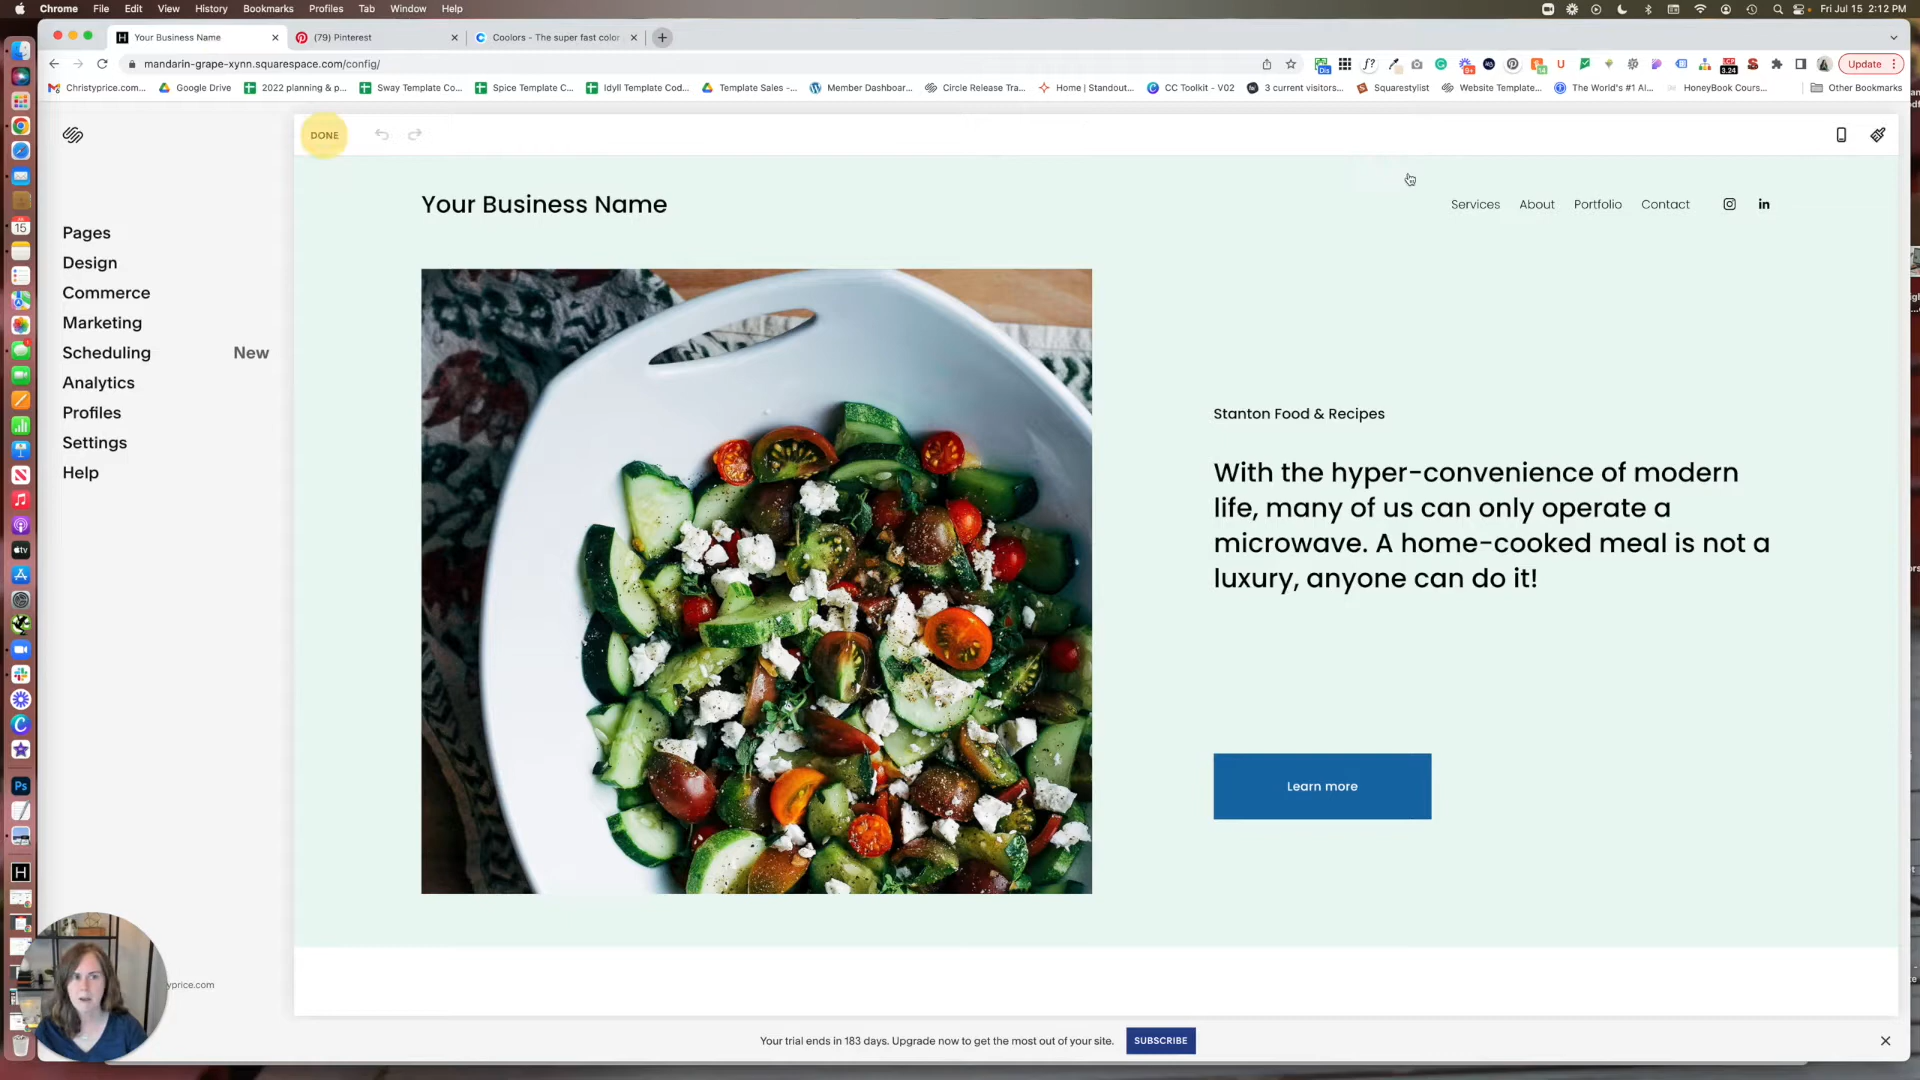 Chrome File Edit View History Bookmarks Profiles Tab Window Help
Fri Jul 15 2:12 PM
Your Business Name
(79) Pinterest
Coolors - The super fast color
mandarin-grape-xynn.squarespace.com/config/
Update
Christyprice.com...
Google Drive
2022 planning & p...
Sway Template Co...
Spice Template C...
Idyll Template Cod...
Template Sales -...
Member Dashboar...
Circle Release Tra...
Home | Standout...
CC Toolkit - V02
3 current visitors...
Squarestylist
Website Template...
The World's #1 Al...
HoneyBook Cours...
Other Bookmarks
DONE
Pages
Design
Commerce
Marketing
Scheduling New
Analytics
Profiles
Settings
Help
Your Business Name
Services About Portfolio Contact
Stanton Food & Recipes
With the hyper-convenience of modern
life, many of us can only operate a
microwave. A home-cooked meal is not a
luxury, anyone can do it!
Learn more
yprice.com
Your trial ends in 183 days. Upgrade now to get the most out of your site.
SUBSCRIBE